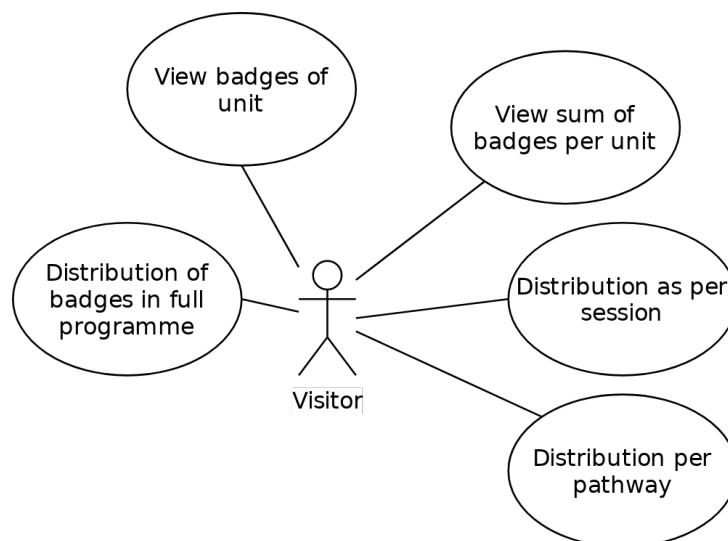 View badges of
unit
View sum of
badges per unit
Distribution of
badges in full
programme
Distribution as per
session
Visitor
Distribution per
pathway